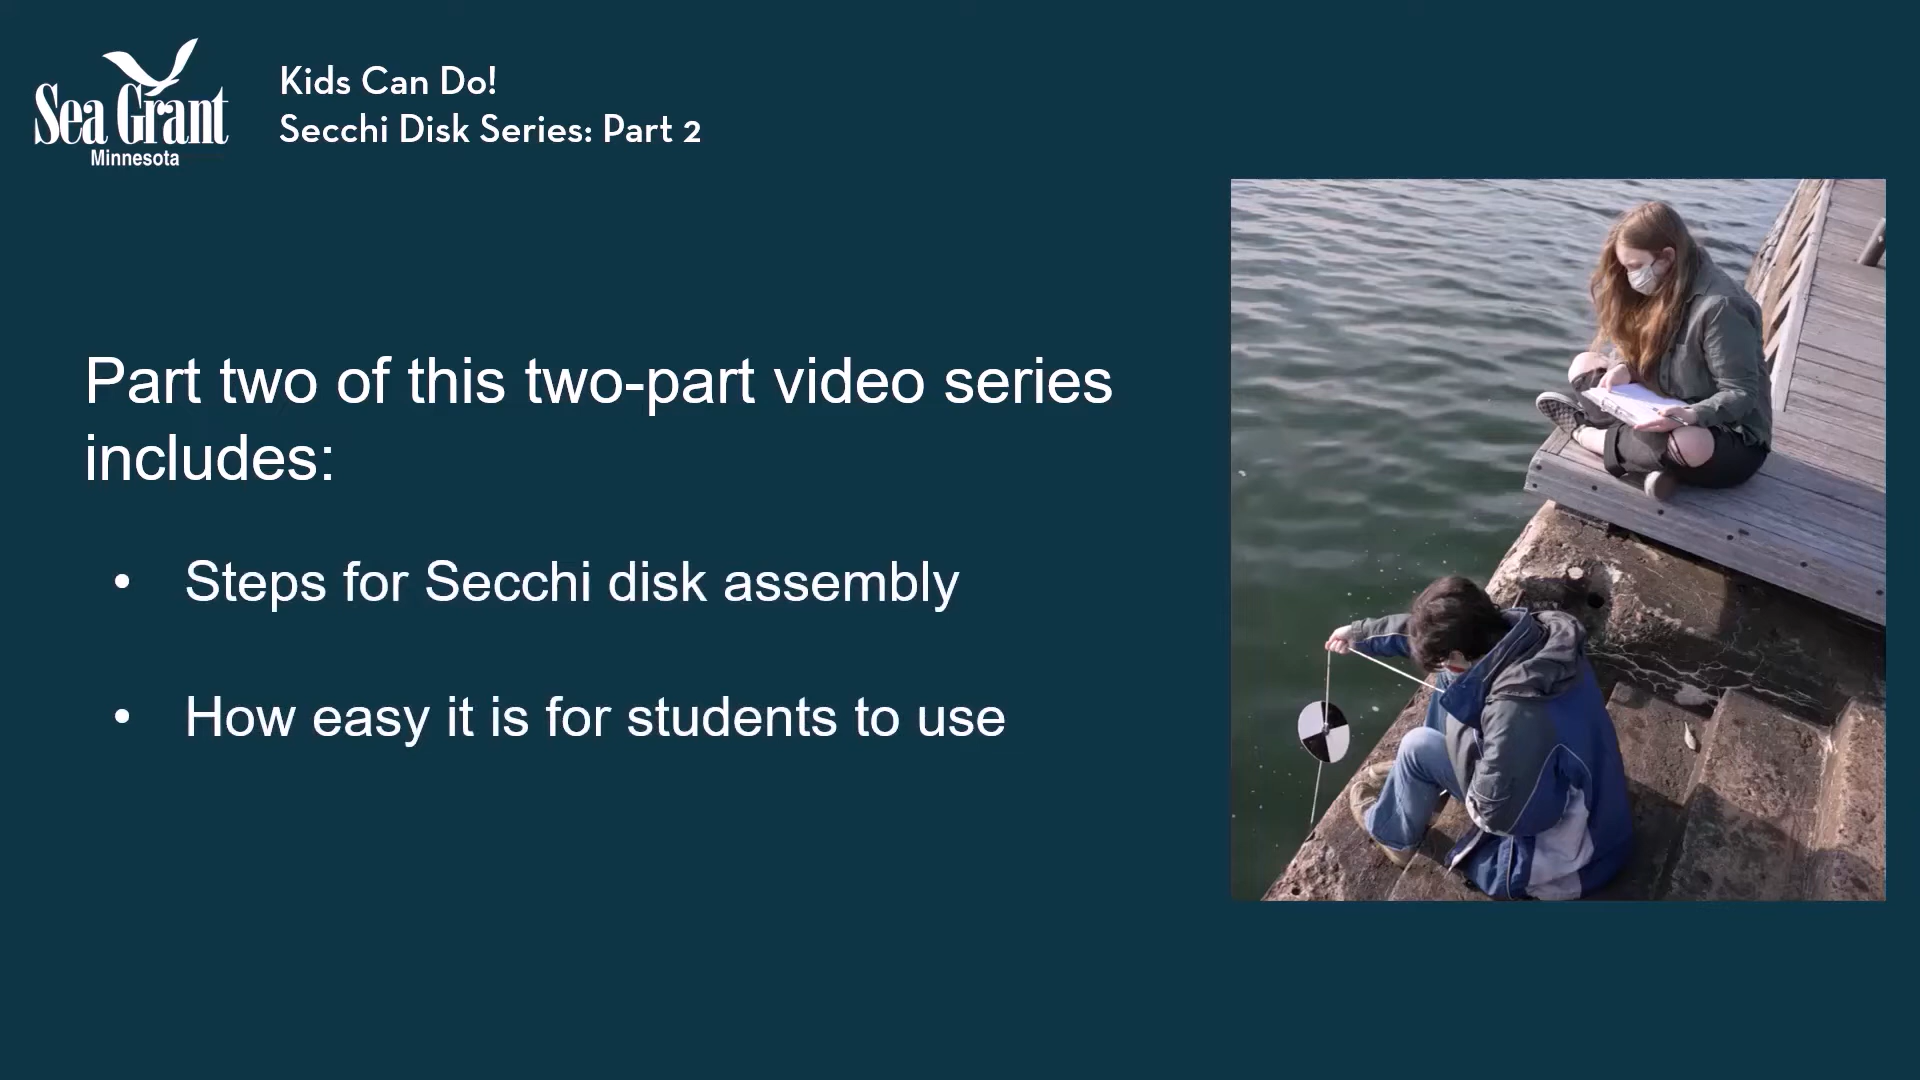 Sea Grant
Minnesota
Kids Can Do!
Secchi Disk Series: Part 2
Part two of this two-part video series
includes:
• Steps for Secchi disk assembly
• How easy it is for students to use